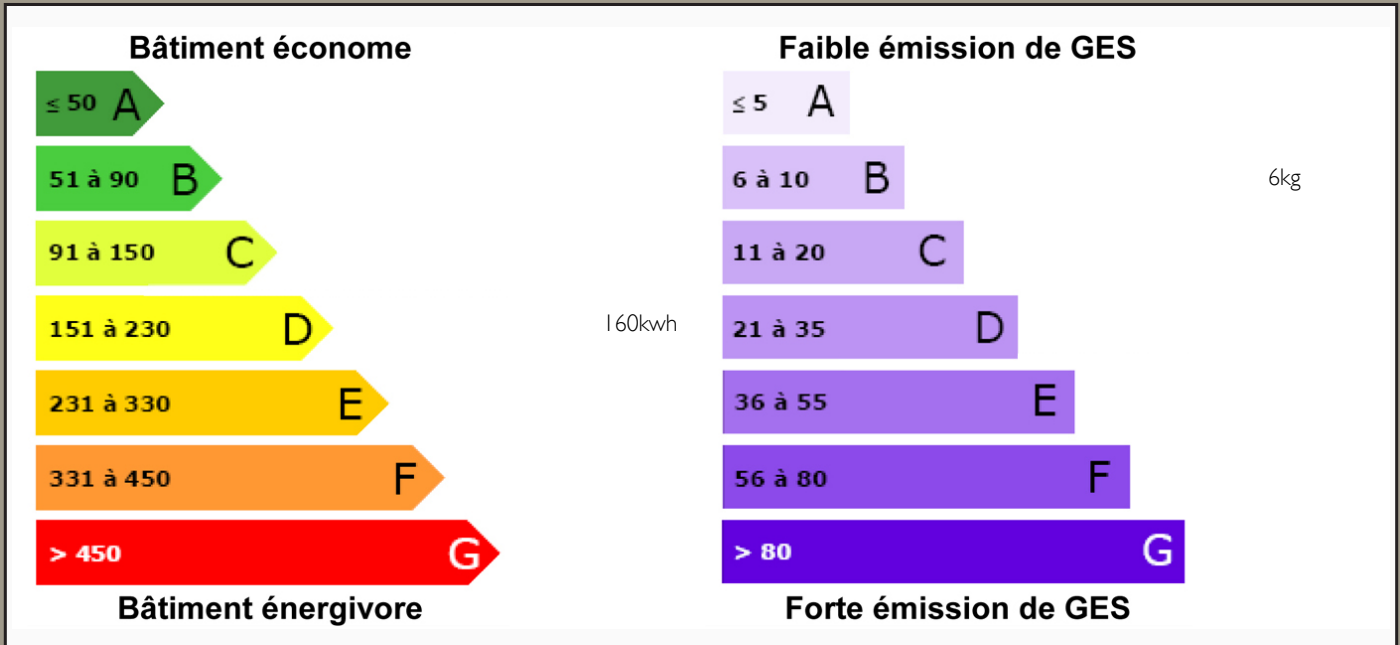 Bâtiment économe
≤ 50 A
51 à 90 B
91 à 150 C
151 à 230 D
160kwh
231 à 330 E
331 à 450 F
> 450 G
Bâtiment énergivore
Faible émission de GES
≤ 5 A
6 à 10 B
6kg
11 à 20 C
21 à 35 D
36 à 55 E
56 à 80 F
> 80 G
Forte émission de GES